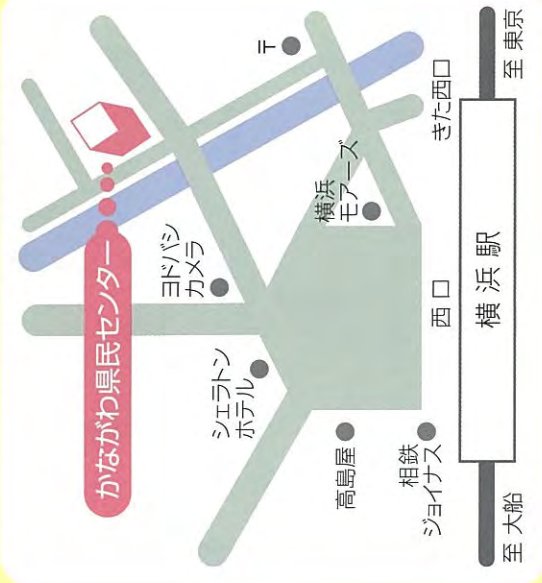 かながわ県民センター
ヨドバシ
カメラ
シェラトン
ホテル
高島屋
相鉄
ジョイナス
横浜
モアーズ
〒
きた西口
西口
横浜駅
至 大船
至 東京